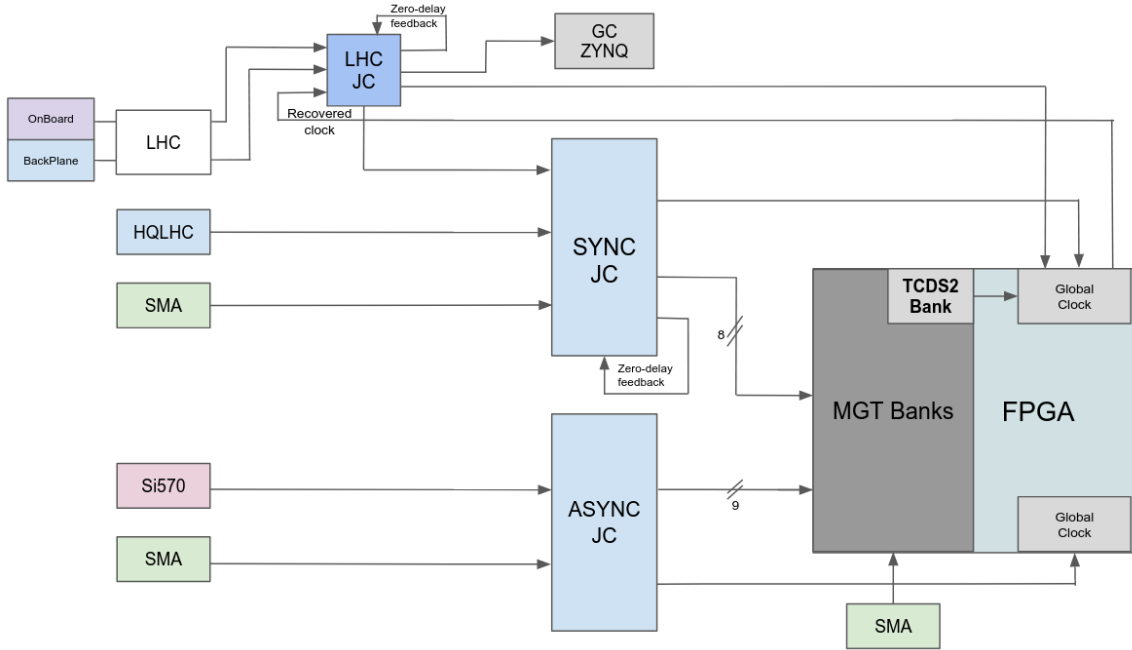 Zero-delay
feedback
LHC
JC
GC
ZYNQ
OnBoard
BackPlane
LHC
Recovered
clock
HQLHC
SMA
SYNC
JC
8
Zero-delay
feedback
TCDS2
Bank
Global
Clock
MGT Banks
FPGA
Si570
SMA
ASYNC
JC
9
Global
Clock
SMA